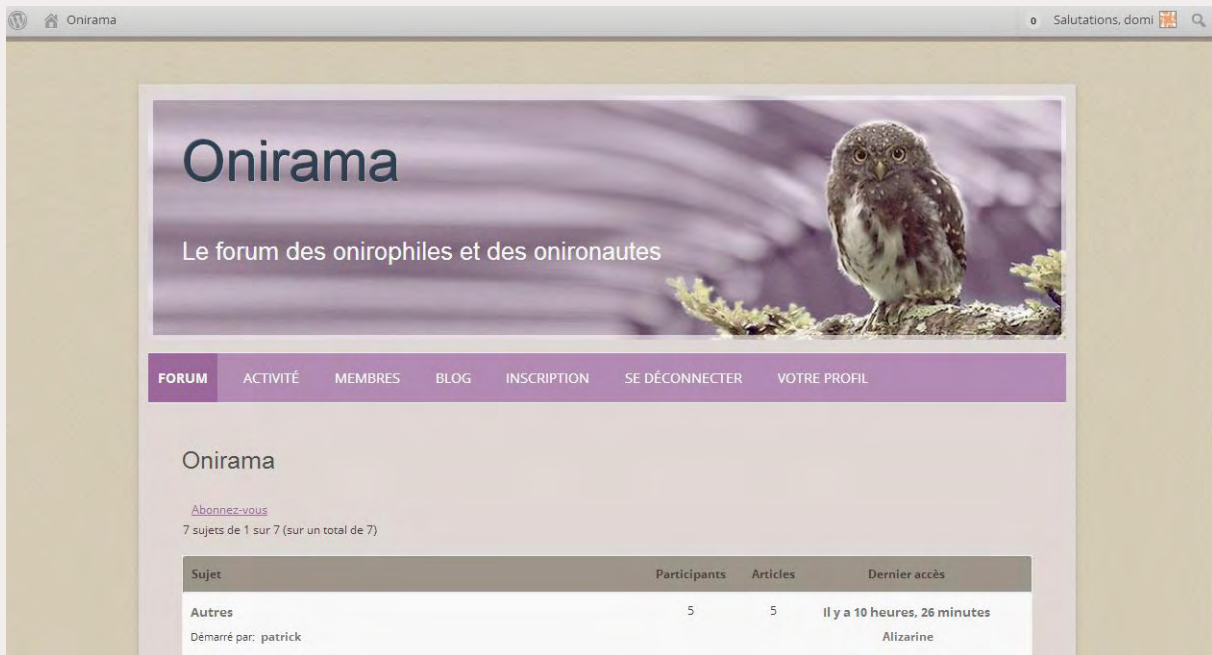 Onirama
0 Salutations, domi
Onirama
Le forum des onirophiles et des onironautes
FORUM ACTIVITÉ MEMBRES BLOG INSCRIPTION SE DÉCONNECTER VOTRE PROFIL
Onirama
Abonnez-vous
7 sujets de 1 sur 7 (sur un total de 7)
Sujet Participants Articles Dernier accès
Autres 5 5 Il y a 10 heures, 26 minutes
Démarré par: patrick Alizarine